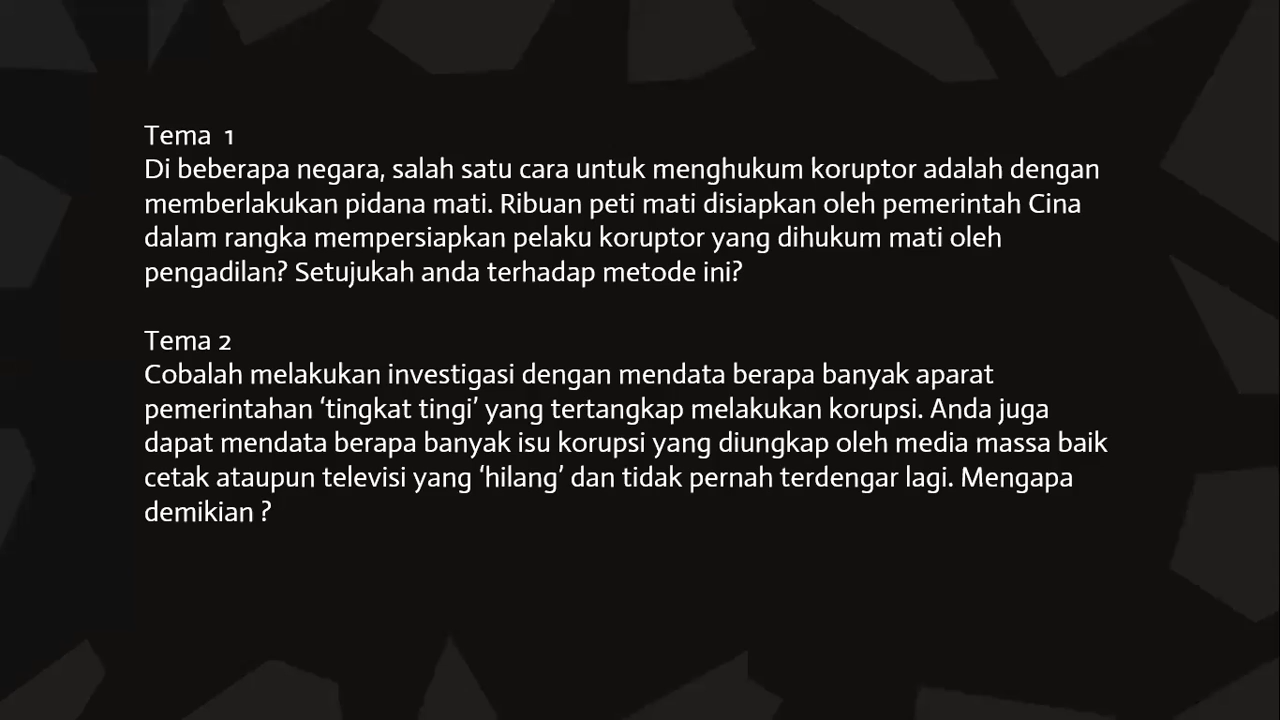 Tema  1
Di beberapa negara, salah satu cara untuk menghukum koruptor adalah dengan
memberlakukan pidana mati. Ribuan peti mati disiapkan oleh pemerintah Cina
dalam rangka mempersiapkan pelaku koruptor yang dihukum mati oleh
pengadilan? Setujukah anda terhadap metode ini?
Tema 2
Cobalah melakukan investigasi dengan mendata berapa banyak aparat
pemerintahan ‘tingkat tingi’ yang tertangkap melakukan korupsi. Anda juga
dapat mendata berapa banyak isu korupsi yang diungkap oleh media massa baik
cetak ataupun televisi yang ‘hilang’ dan tidak pernah terdengar lagi. Mengapa
demikian ?